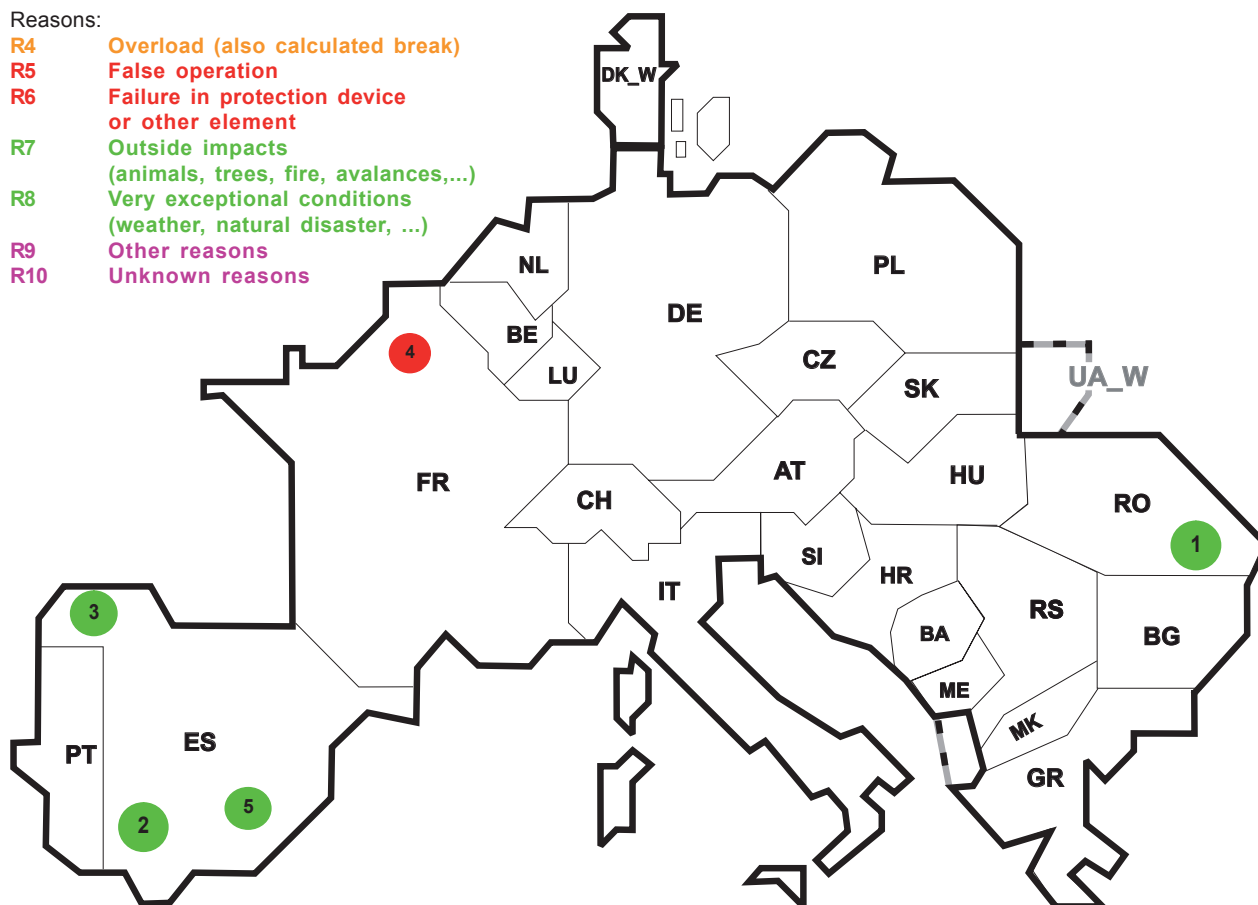 Reasons:
R4 Overload (also calculated break)
R5 False operation
R6 Failure in protection device
or other element
R7 Outside impacts
(animals, trees, fire, avalances,...)
R8 Very exceptional conditions
(weather, natural disaster, ...)
R9 Other reasons
R10 Unknown reasons
DK_W
NL
PL
DE
BE
4
CZ
LU
UA_W
SK
FR
AT
HU
CH
RO
1
SI
HR
IT
3
RS
BA
BG
ME
MK
PT
ES
GR
5
2